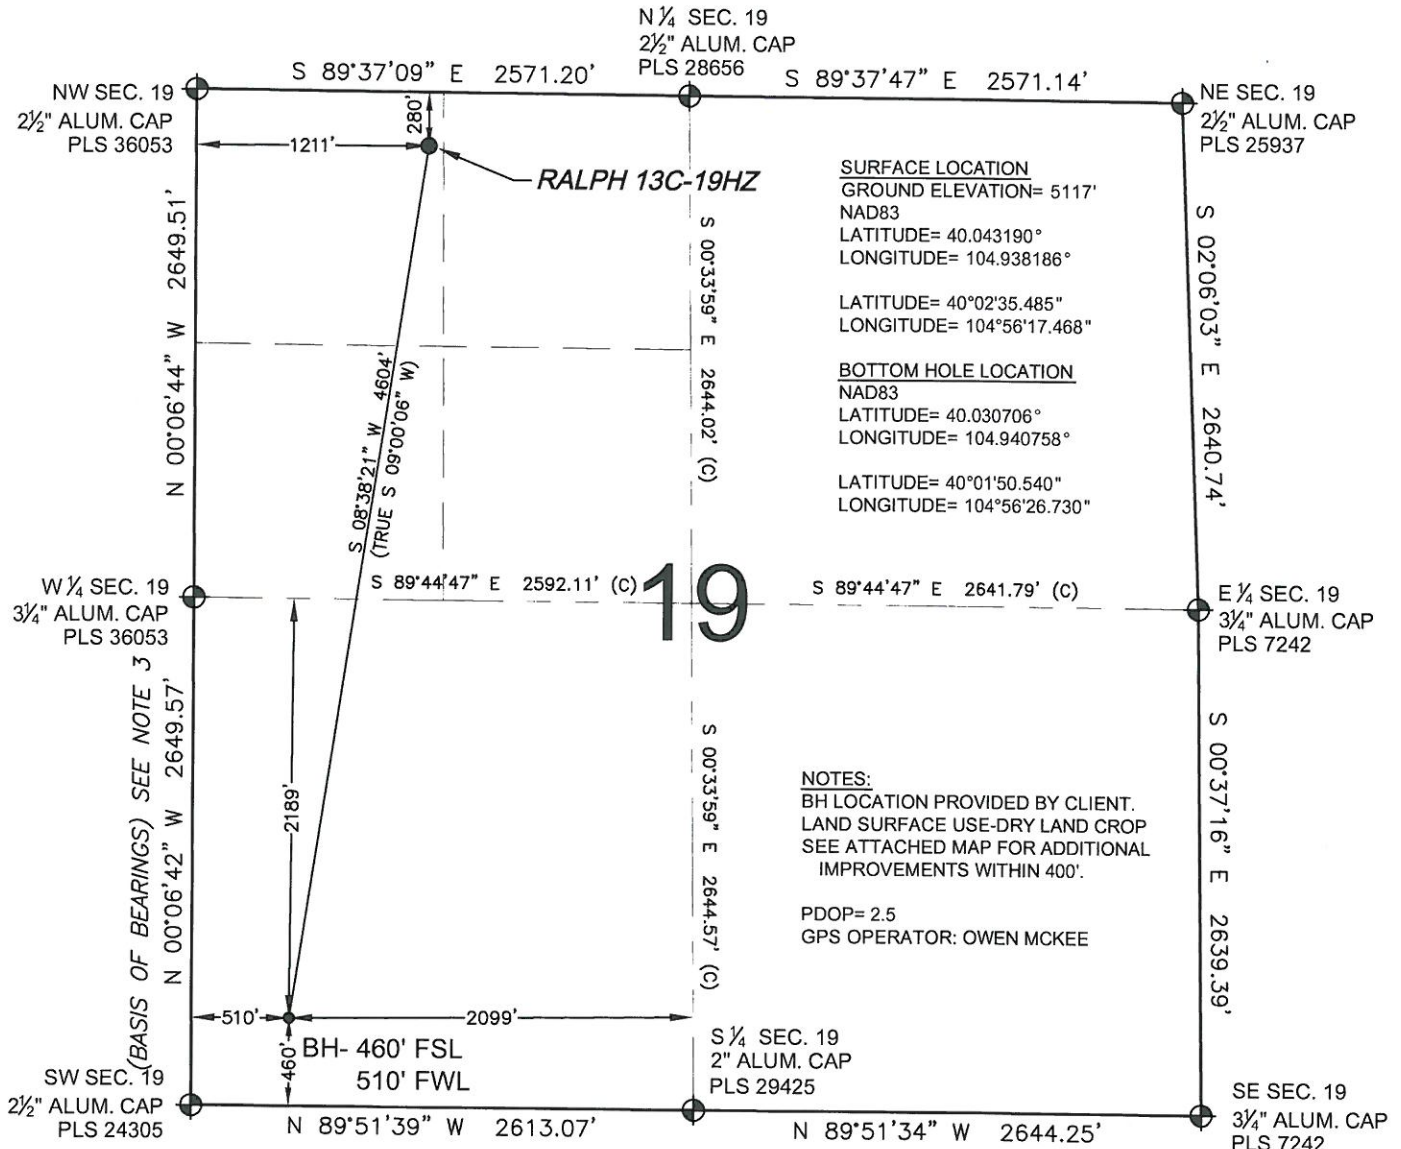 N ¼ SEC. 19
2½" ALUM. CAP
PLS 28656
S 89°37'09" E 2571.20'
S 89°37'47" E 2571.14'
NW SEC. 19
2½" ALUM. CAP
PLS 36053
NE SEC. 19
2½" ALUM. CAP
PLS 25937
280'
1211'
RALPH 13C-19HZ
SURFACE LOCATION
GROUND ELEVATION= 5117'
NAD83
LATITUDE= 40.043190°
LONGITUDE= 104.938186°
LATITUDE= 40°02'35.485"
LONGITUDE= 104°56'17.468"
BOTTOM HOLE LOCATION
NAD83
LATITUDE= 40.030706°
LONGITUDE= 104.940758°
LATITUDE= 40°01'50.540"
LONGITUDE= 104°56'26.730"
N 00°06'44" W 2649.51'
S 00°33'59" E 2644.02' (C)
S 02°06'03" E 2640.74'
S 08°38'21" W 4604'
(TRUE S 09°00'06" W)
W ¼ SEC. 19
3¼" ALUM. CAP
PLS 36053
S 89°44'47" E 2592.11' (C)
19
S 89°44'47" E 2641.79' (C)
E ¼ SEC. 19
3¼" ALUM. CAP
PLS 7242
(BASIS OF BEARINGS) SEE NOTE 3
N 00°06'42" W 2649.57'
2189'
S 00°33'59" E 2644.57' (C)
S 00°37'16" E 2639.39'
NOTES:
BH LOCATION PROVIDED BY CLIENT.
LAND SURFACE USE-DRY LAND CROP
SEE ATTACHED MAP FOR ADDITIONAL
IMPROVEMENTS WITHIN 400'.
PDOP= 2.5
GPS OPERATOR: OWEN MCKEE
510'
2099'
460'
BH- 460' FSL
510' FWL
S ¼ SEC. 19
2" ALUM. CAP
PLS 29425
SW SEC. 19
2½" ALUM. CAP
PLS 24305
N 89°51'39" W 2613.07'
N 89°51'34" W 2644.25'
SE SEC. 19
3¼" ALUM. CAP
PLS 7242